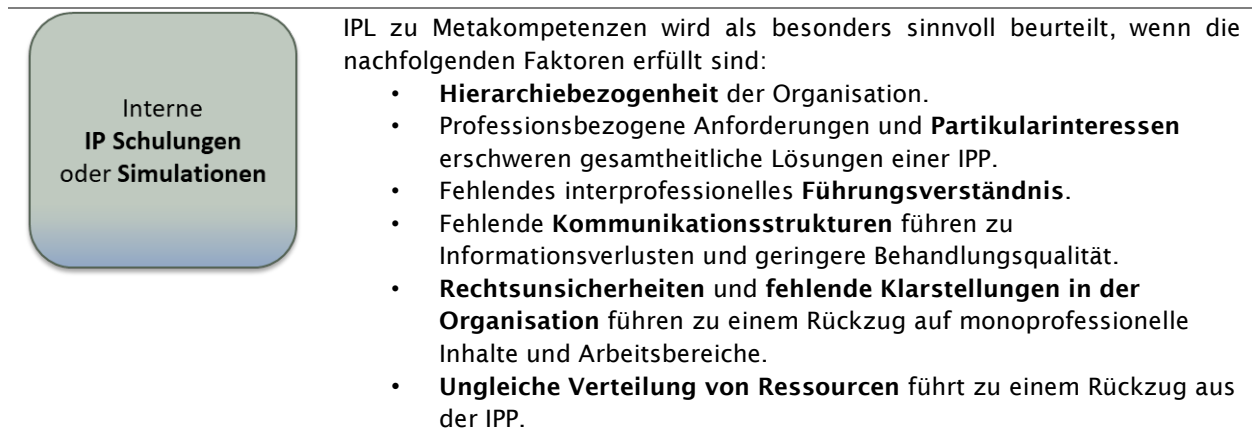 Interne
IP Schulungen
oder Simulationen
IPL zu Metakompetenzen wird als besonders sinnvoll beurteilt, wenn die
nachfolgenden Faktoren erfüllt sind:
• Hierarchiebezogenheit der Organisation.
• Professionsbezogene Anforderungen und Partikularinteressen
erschweren gesamtheitliche Lösungen einer IPP.
• Fehlendes interprofessionelles Führungsverständnis.
• Fehlende Kommunikationsstrukturen führen zu
Informationsverlusten und geringere Behandlungsqualität.
• Rechtsunsicherheiten und fehlende Klarstellungen in der
Organisation führen zu einem Rückzug auf monoprofessionelle
Inhalte und Arbeitsbereiche.
• Ungleiche Verteilung von Ressourcen führt zu einem Rückzug aus
der IPP.